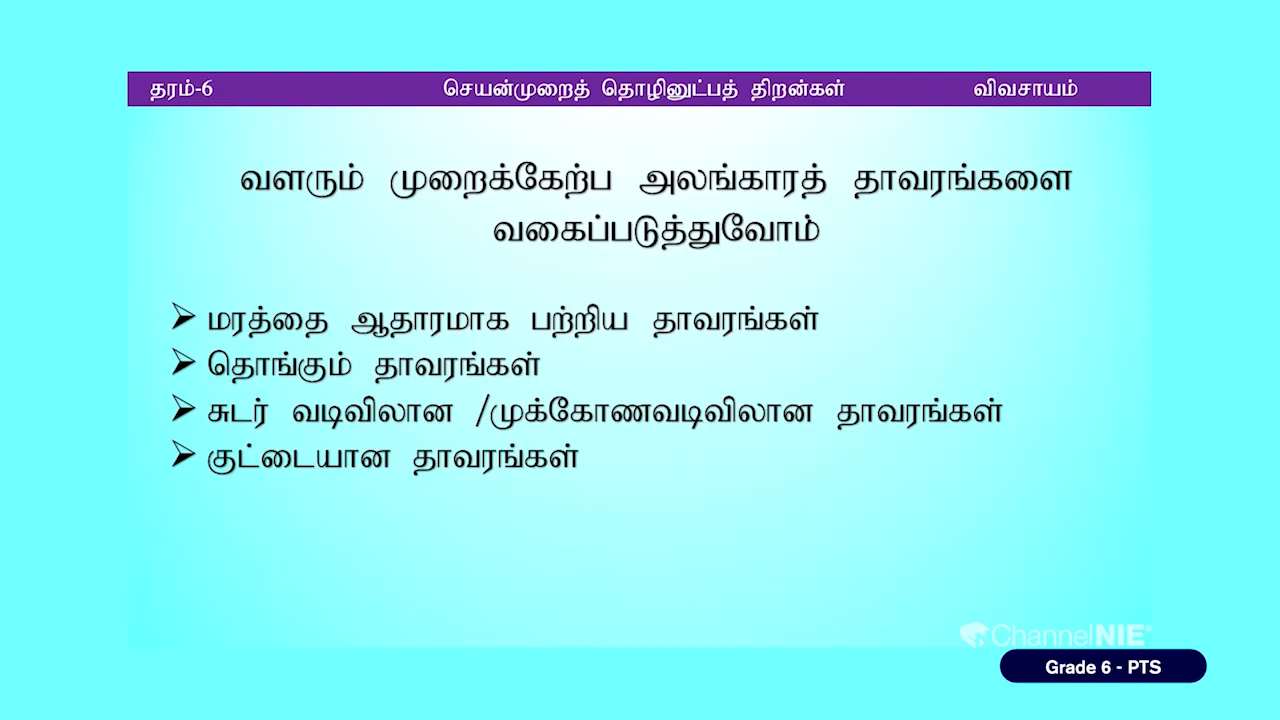 தரம்-6 செயன்முறைத் தொழினுட்பத் திறன்கள் விவசாயம்
வளரும் முறைக்கேற்ப அலங்காரத் தாவரங்களை
வகைப்படுத்துவோம்
➢ மரத்தை ஆதாரமாக பற்றிய தாவரங்கள்
➢ தொங்கும் தாவரங்கள்
➢ சுடர் வடிவிலான /முக்கோணவடிவிலான தாவரங்கள்
➢ குட்டையான தாவரங்கள்
ChannelNIE
Grade 6 - PTS